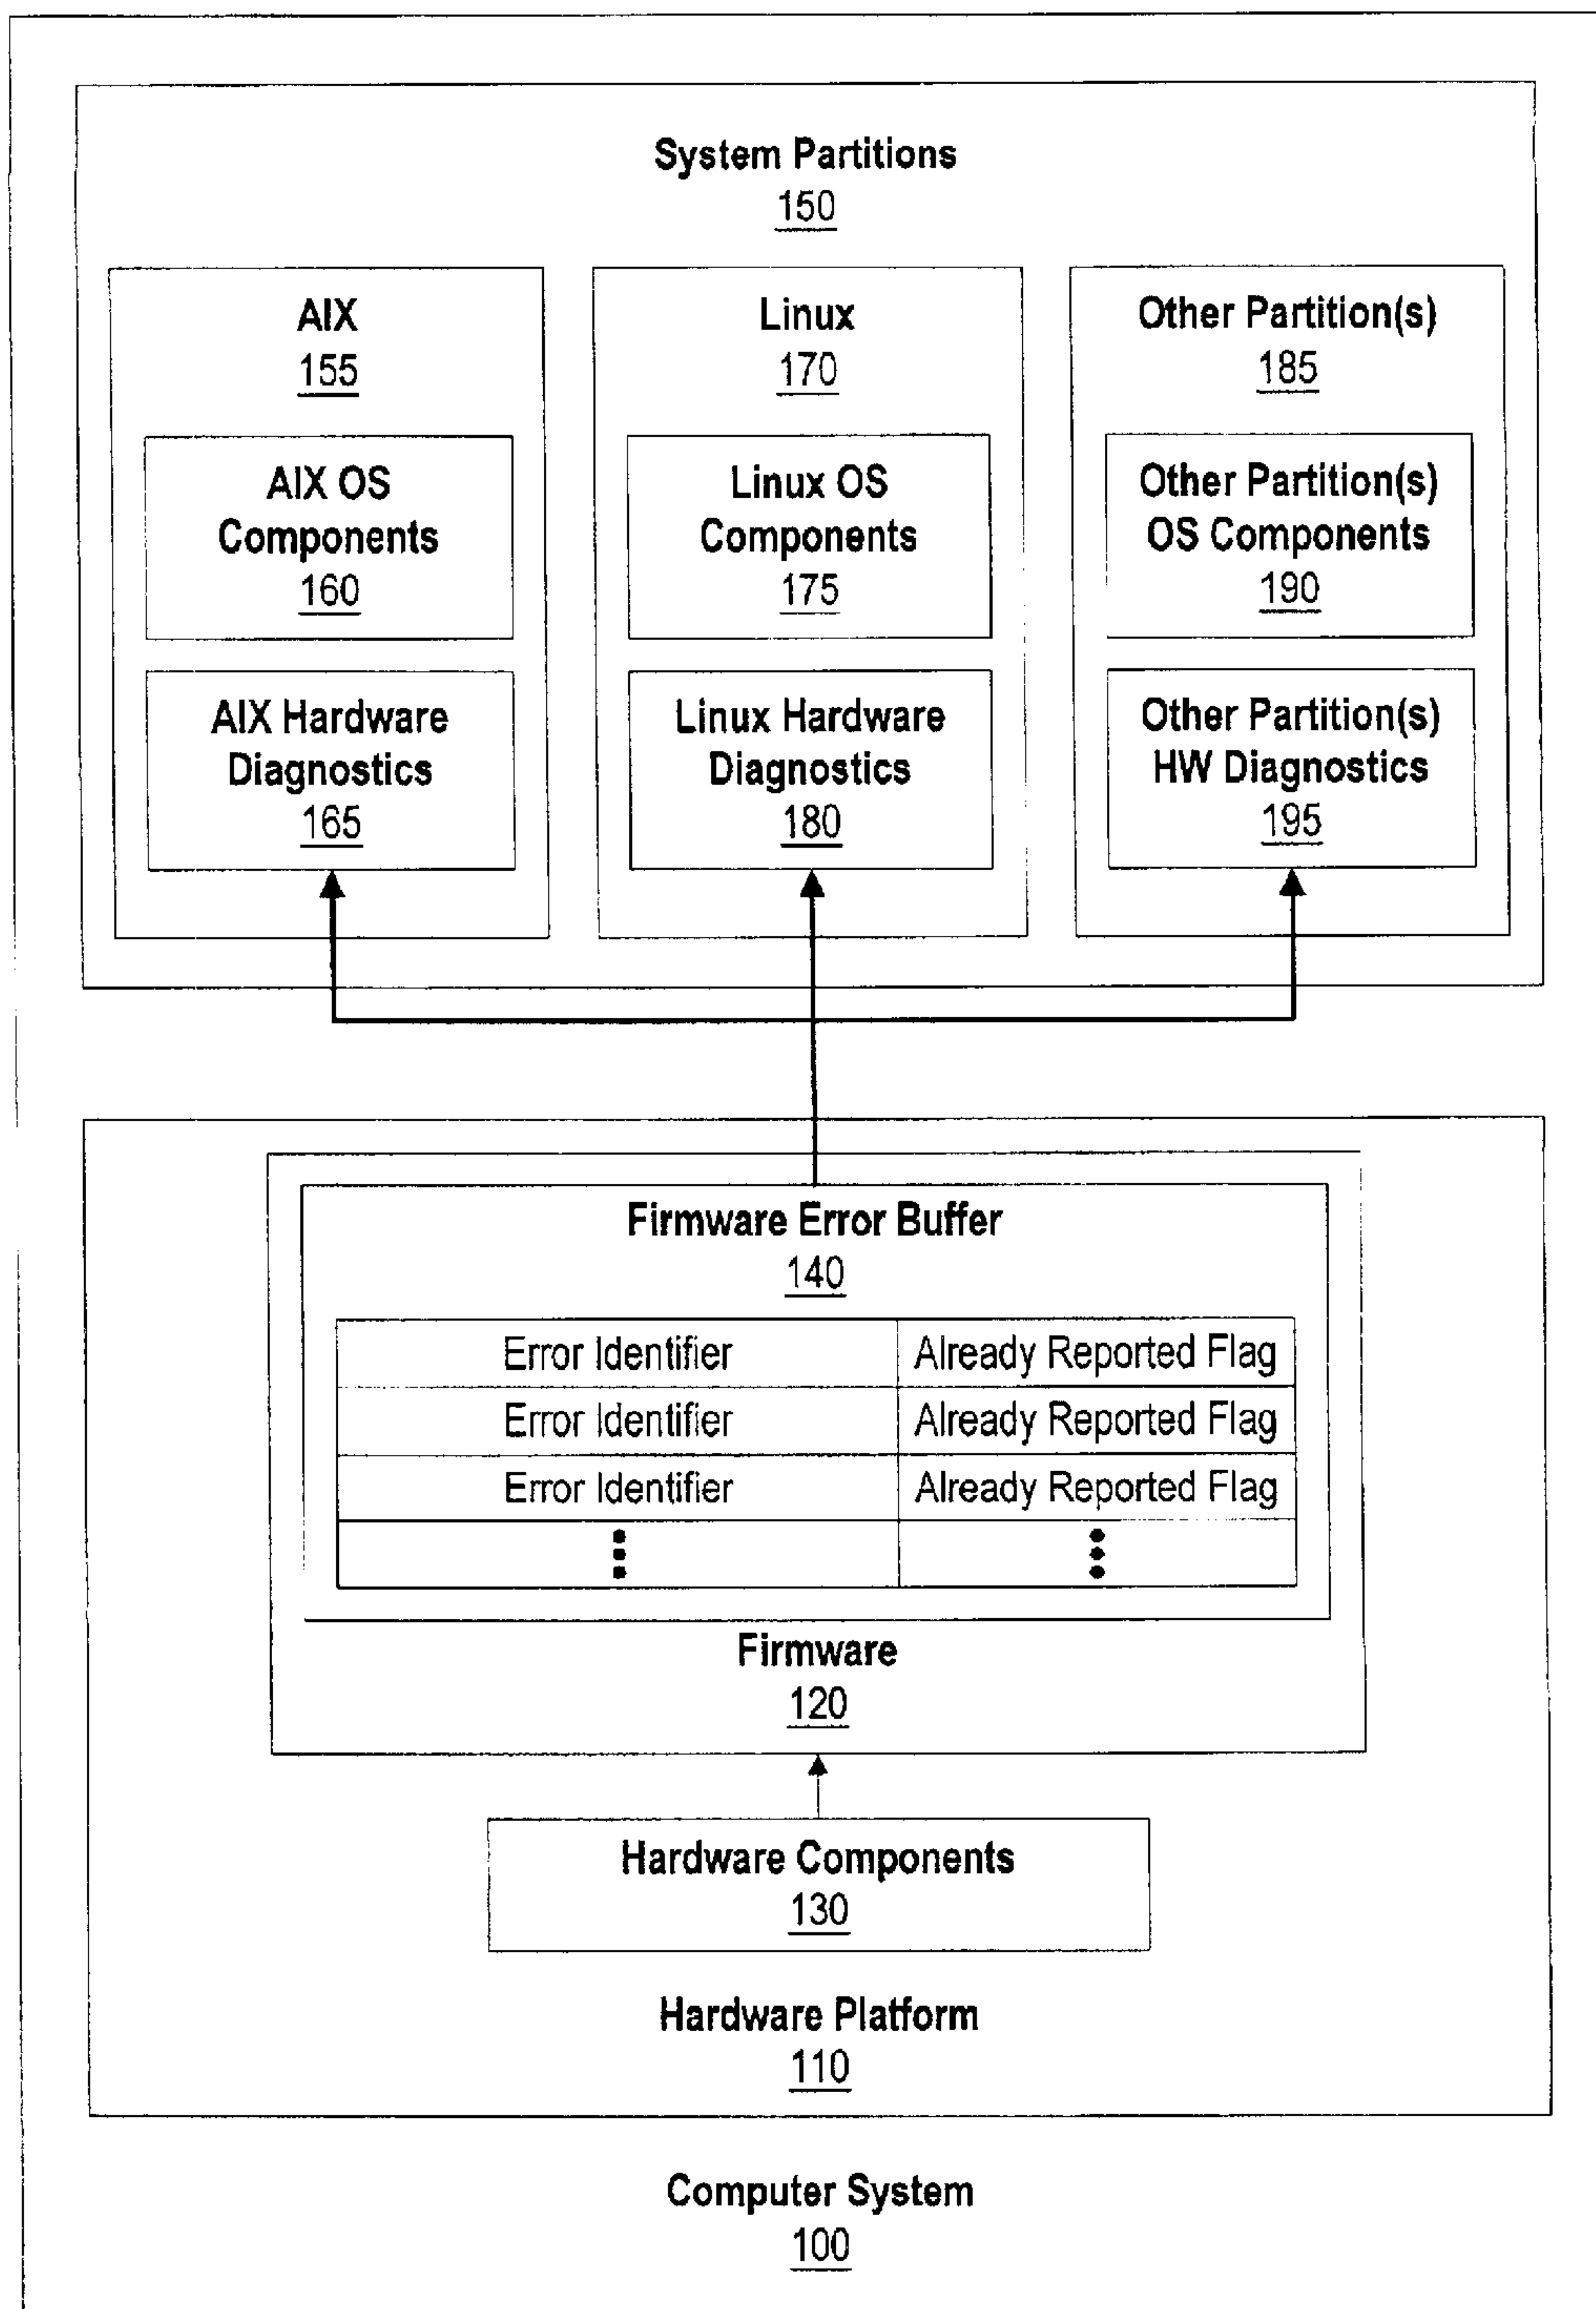 System Partitions
150
AIX
155
AIX OS
Components
160
AIX Hardware
Diagnostics
165
Linux
170
Linux OS
Components
175
Linux Hardware
Diagnostics
180
Other Partition(s)
185
Other Partition(s)
OS Components
190
Other Partition(s)
HW Diagnostics
195
Firmware Error Buffer
140
Error Identifier Already Reported Flag
Error Identifier Already Reported Flag
Error Identifier Already Reported Flag
Firmware
120
Hardware Components
130
Hardware Platform
110
Computer System
100